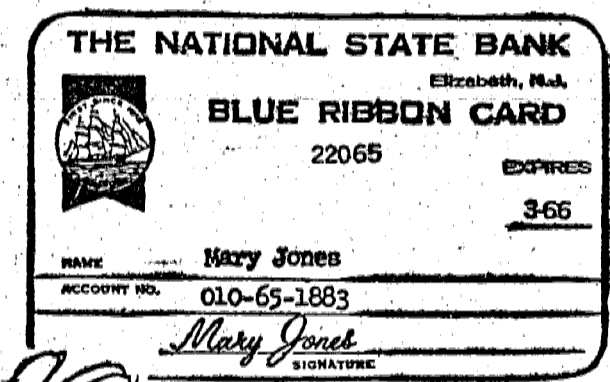 THE NATIONAL STATE BANK
Elizabeth, N.J.
BLUE RIBBON CARD
22065
EXPIRES
3-66
NAME Mary Jones
ACCOUNT NO. 010-65-1883
Mary Jones
SIGNATURE